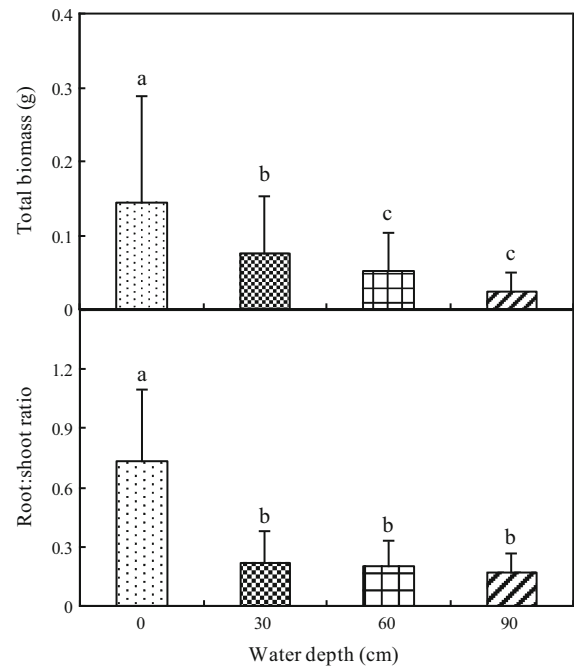 0.4
0.3
0.2
0.1
0
Total biomass (g)
a
b
c
c
1.2
0.9
0.6
0.3
0
Root:shoot ratio
a
b
b
b
0 30 60 90
Water depth (cm)